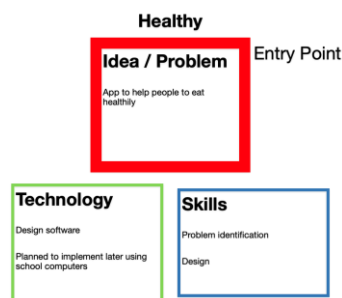 Healthy
Idea / Problem
Entry Point
App to help people to eat
healthily
Technology
Design software
Planned to implement later using
school computers
Skills
Problem identification
Design